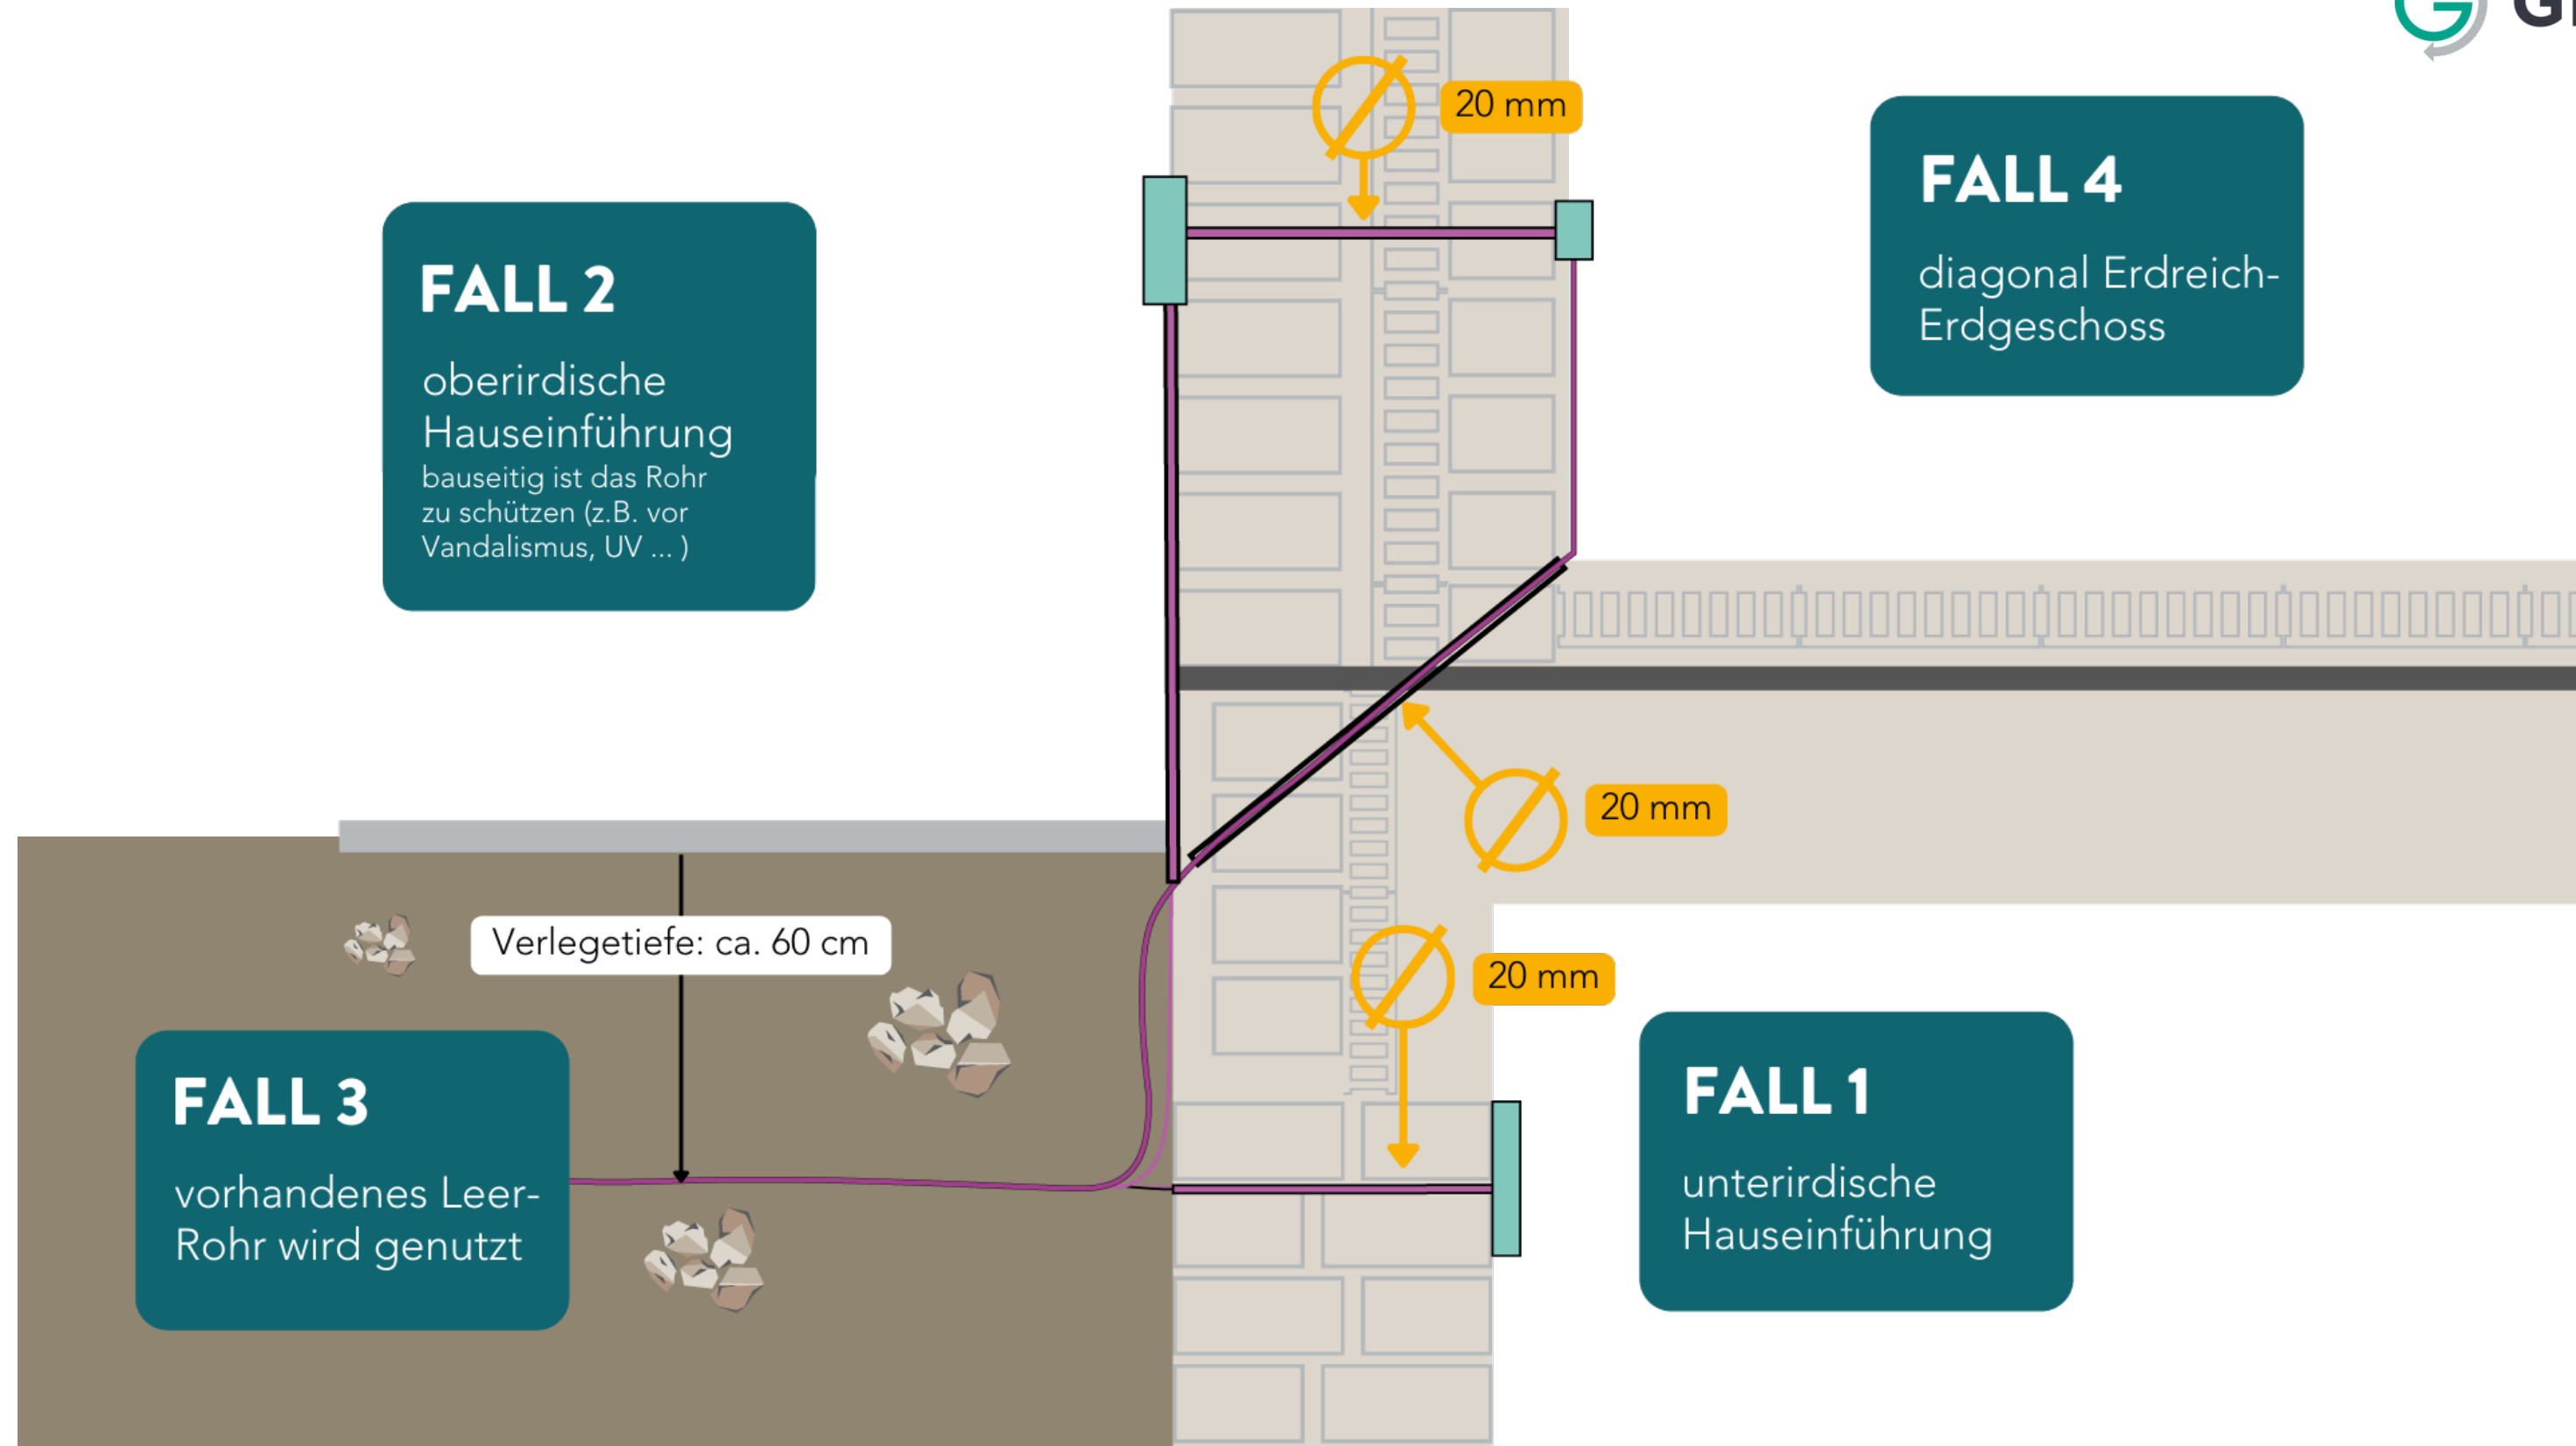 20 mm
FALL 4
diagonal Erdreich-
Erdgeschoss
FALL 2
oberirdische
Hauseinführung
bauseitig ist das Rohr
zu schützen (z.B. vor
Vandalismus, UV ... )
20 mm
Verlegetiefe: ca. 60 cm
20 mm
FALL 3
vorhandenes Leer-
Rohr wird genutzt
FALL 1
unterirdische
Hauseinführung